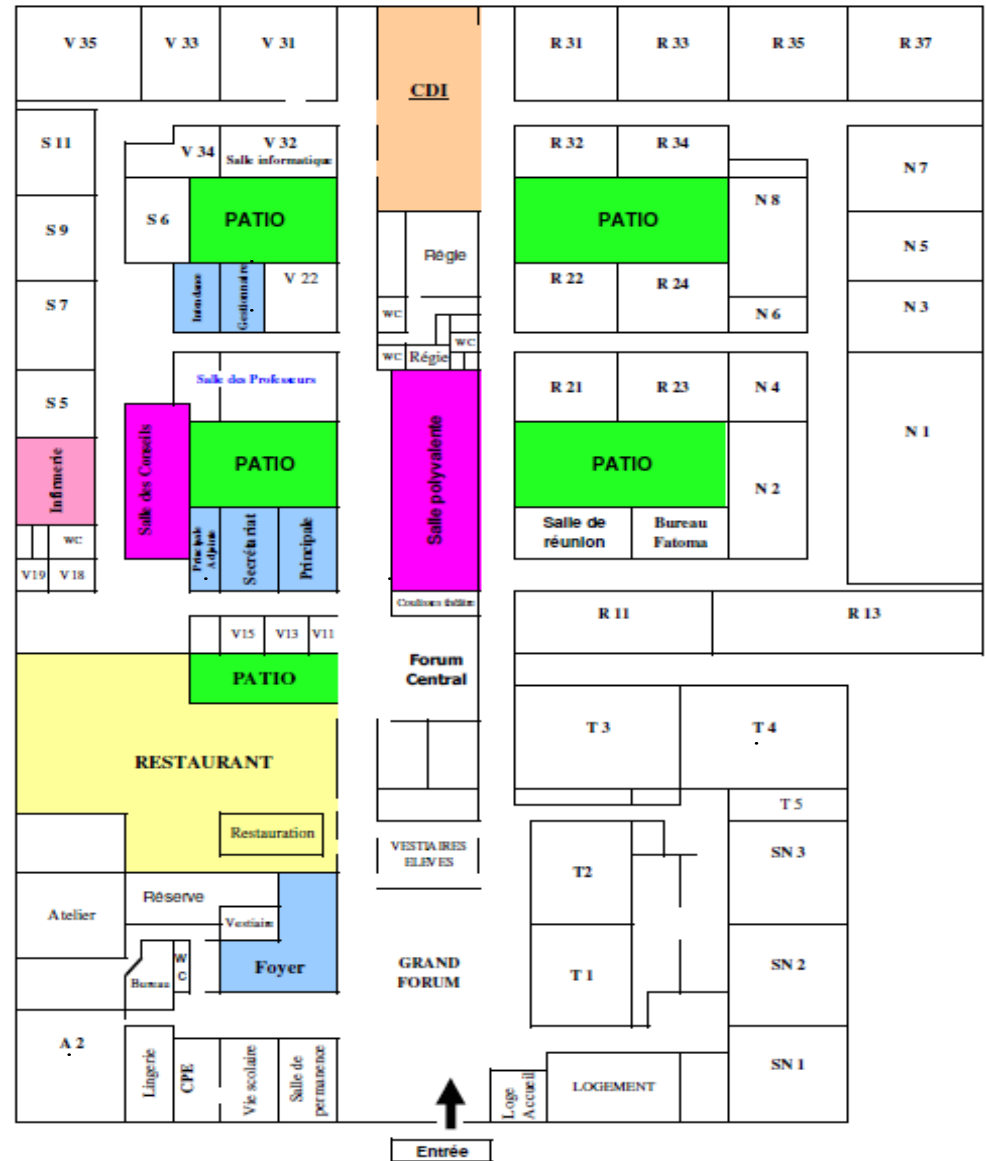 V 35
V 33
V 31
CDI
R 31
R 33
R 35
R 37
S 11
V 34
V 32
Salle informatique
R 32
R 34
N 7
S 9
S 6
PATIO
PATIO
N 8
N 5
Régle
Intendance
Gestionnaire
V 22
R 22
R 24
S 7
WC
N 6
N 3
WC
WC
Régie
Salle des Professeurs
R 21
R 23
N 4
S 5
N 1
Salle des Conseils
PATIO
Salle polyvalente
PATIO
Infirmerie
N 2
WC
Principale
Adjointe
Secrétariat
Principale
Salle de
réunion
Bureau
Fatoma
V19
V18
Coulisses théâtre
R 11
R 13
V15
V13
V11
Forum
Central
PATIO
T 3
T 4
RESTAURANT
T 5
Restauration
VESTIAIRES
ELEVES
SN 3
T2
Réserve
Atelier
Vestiaire
WC
Foyer
GRAND
FORUM
T 1
SN 2
Bureau
A 2
Lingerie
CPE
Vie scolaire
Salle de
permanence
Loge
Accueil
LOGEMENT
SN 1
Entrée